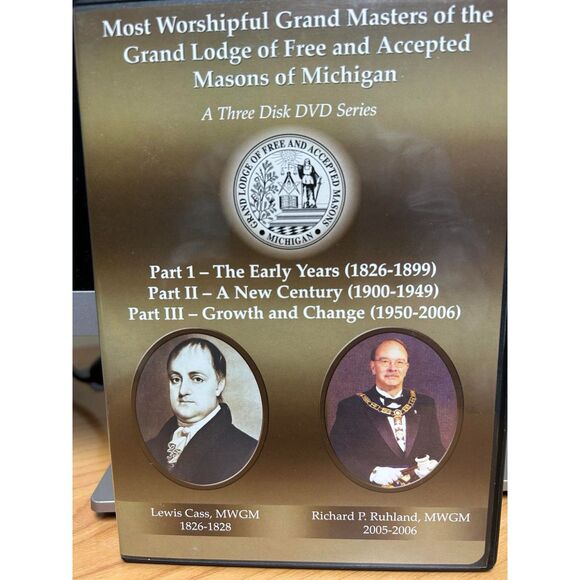 Most Worshipful Grand Masters of the
Grand Lodge of Free and Accepted
Masons of Michigan
A Three Disk DVD Series
GRAND LODGE OF FREE AND ACCEPTED MASONS
• MICHIGAN •
Part 1 – The Early Years (1826-1899)
Part II – A New Century (1900-1949)
Part III – Growth and Change (1950-2006)
Lewis Cass, MWGM
1826-1828
Richard P. Ruhland, MWGM
2005-2006